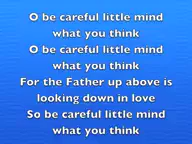 O be careful little mind
what you think
O be careful little mind
what you think
For the Father up above is
looking down in love
So be careful little mind
what you think